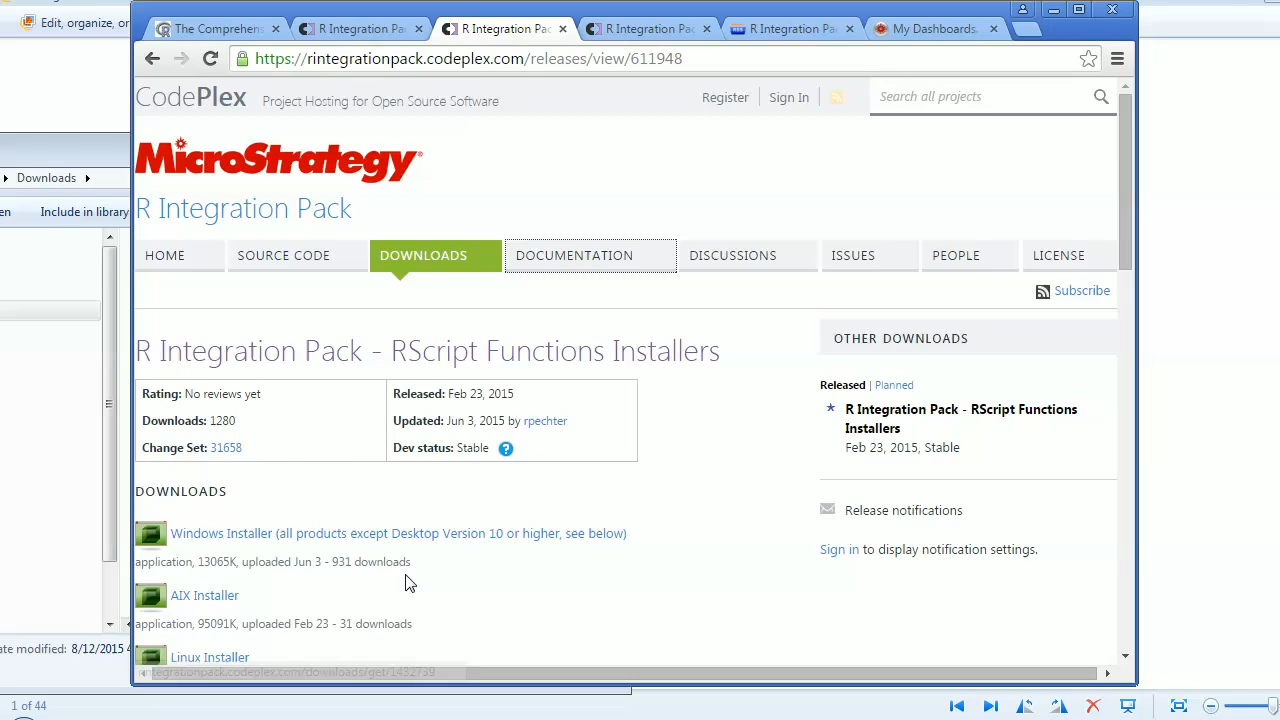 Edit, organize, o
The Comprehens
R Integration Pac
R Integration Pac
R Integration Pac
R Integration Pac
My Dashboards.
https://rintegrationpack.codeplex.com/releases/view/611948
CodePlex Project Hosting for Open Source Software
Register Sign In
Search all projects
MicroStrategy
R Integration Pack
HOME SOURCE CODE DOWNLOADS DOCUMENTATION DISCUSSIONS ISSUES PEOPLE LICENSE
Subscribe
Downloads
en Include in library
R Integration Pack - RScript Functions Installers
Rating: No reviews yet
Released: Feb 23, 2015
Downloads: 1280
Updated: Jun 3, 2015 by rpechter
Change Set: 31658
Dev status: Stable
DOWNLOADS
Windows Installer (all products except Desktop Version 10 or higher, see below)
application, 13065K, uploaded Jun 3 - 931 downloads
AIX Installer
application, 95091K, uploaded Feb 23 - 31 downloads
Linux Installer
OTHER DOWNLOADS
Released | Planned
R Integration Pack - RScript Functions
Installers
Feb 23, 2015, Stable
Release notifications
Sign in to display notification settings.
ate modified: 8/12/2015 4
1 of 44